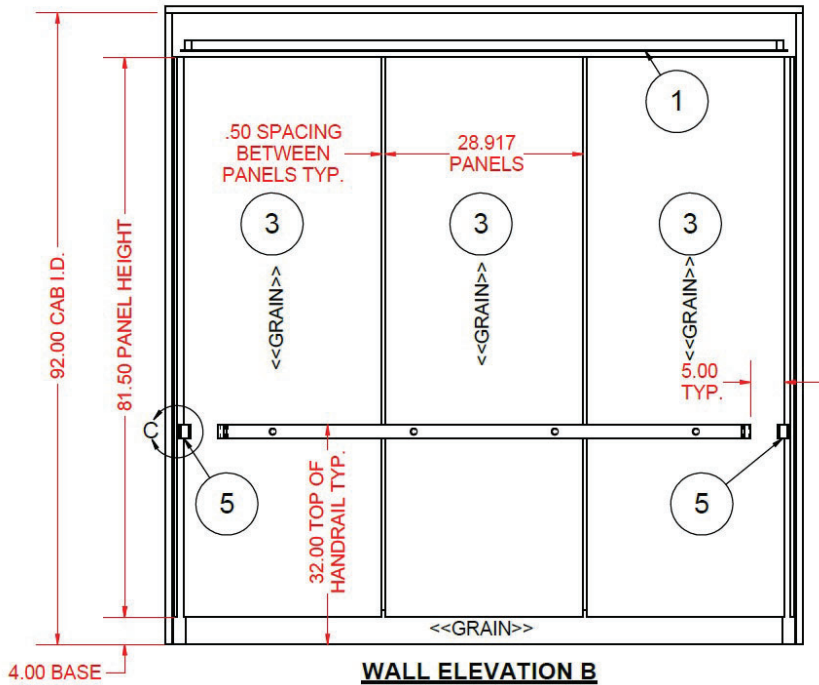 1
.50 SPACING
BETWEEN
PANELS TYP.
28.917
PANELS
3
3
3
<<GRAIN>>
<<GRAIN>>
<<GRAIN>>
92.00 CAB I.D.
81.50 PANEL HEIGHT
5.00
TYP.
C
5
5
32.00 TOP OF
HANDRAIL TYP.
<<GRAIN>>
4.00 BASE
WALL ELEVATION B